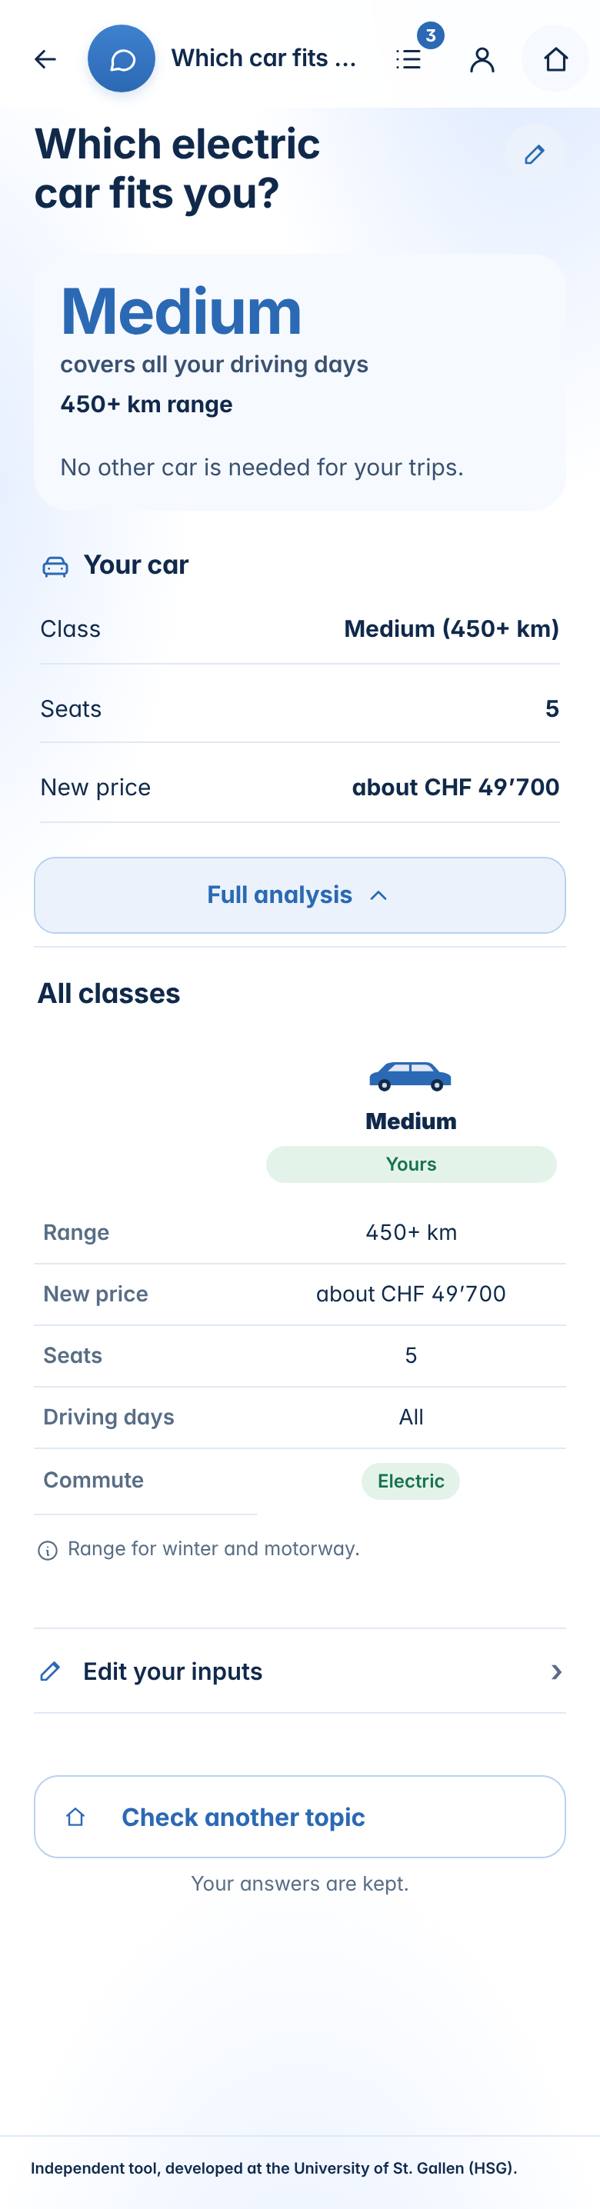 Which car fits ...
3
Which electric
car fits you?
Medium
covers all your driving days
450+ km range
No other car is needed for your trips.
Your car
Class
Medium (450+ km)
Seats
5
New price
about CHF 49’700
Full analysis
All classes
Medium
Yours
Range
450+ km
New price
about CHF 49’700
Seats
5
Driving days
All
Commute
Electric
Range for winter and motorway.
Edit your inputs
Check another topic
Your answers are kept.
Independent tool, developed at the University of St. Gallen (HSG).